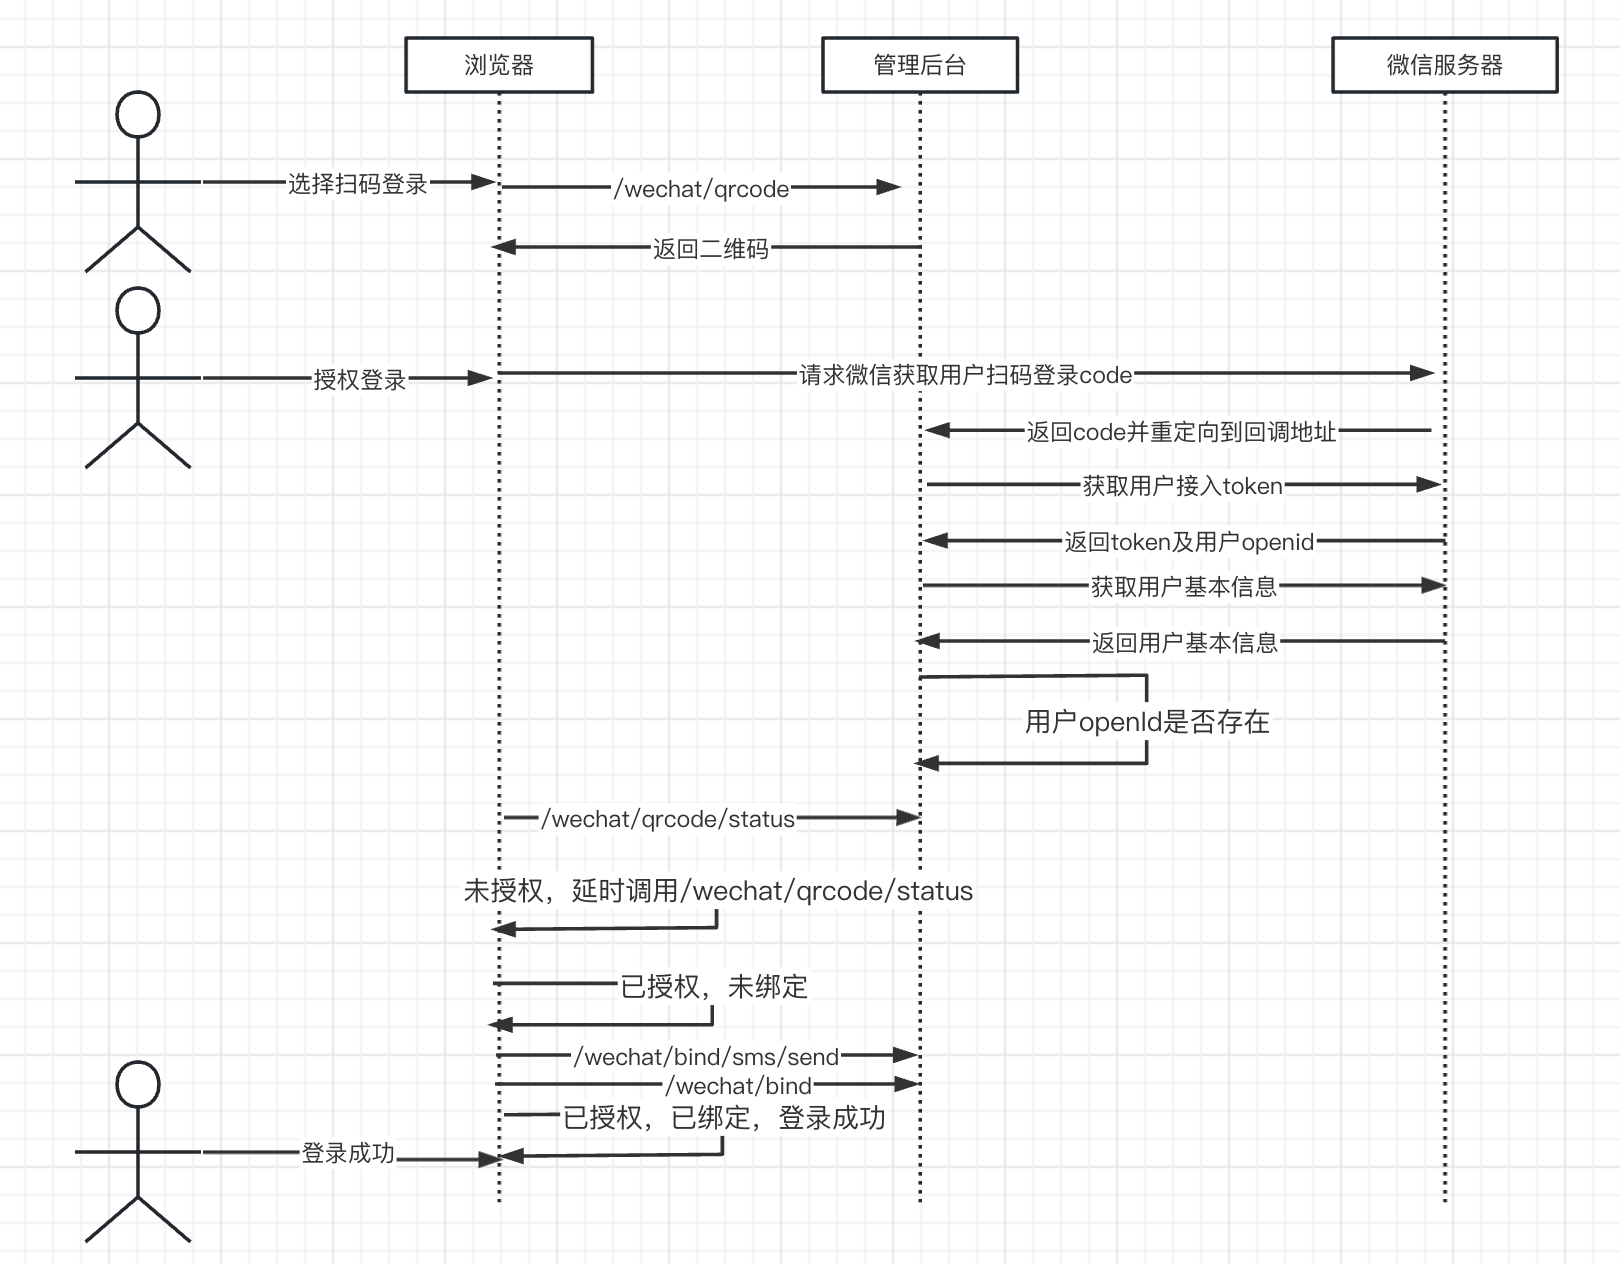 浏览器
管理后台
微信服务器
选择扫码登录
/wechat/qrcode
返回二维码
授权登录
请求微信获取用户扫码登录code
返回code并重定向到回调地址
获取用户接入token
返回token及用户openid
获取用户基本信息
返回用户基本信息
用户openId是否存在
/wechat/qrcode/status
未授权，延时调用/wechat/qrcode/status
已授权，未绑定
/wechat/bind/sms/send
/wechat/bind
已授权，已绑定，登录成功
登录成功